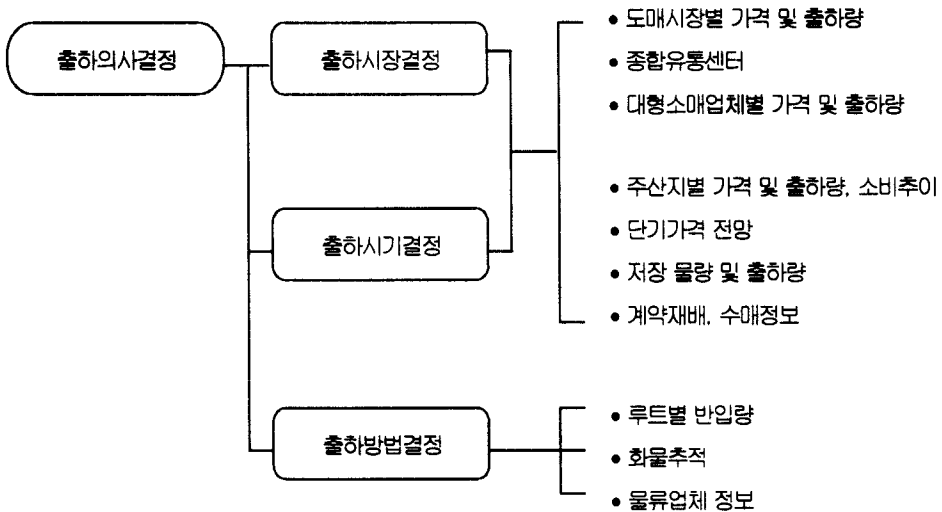 출하의사결정
출하시장결정
• 도매시장별 가격 및 출하량
• 종합유통센터
• 대형소매업체별 가격 및 출하량
출하시기결정
• 주산지별 가격 및 출하량, 소비추이
• 단기가격 전망
• 저장 물량 및 출하량
• 계약재배, 수매정보
출하방법결정
• 루트별 반입량
• 화물추적
• 물류업체 정보